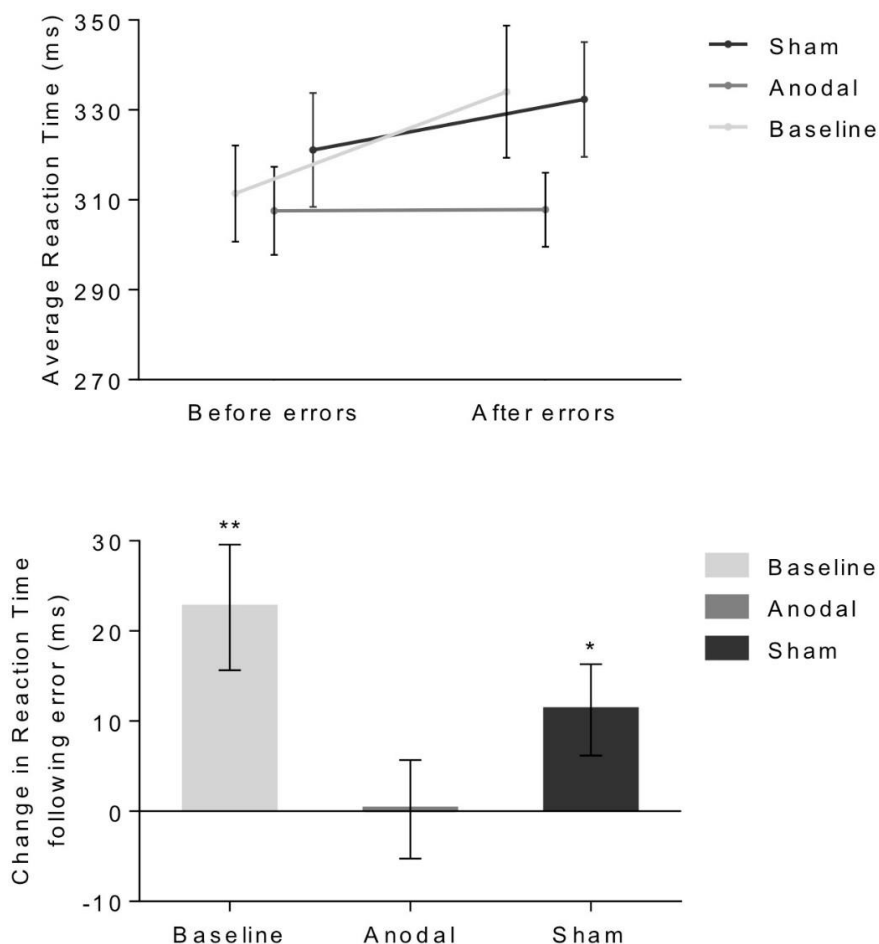 350
330
310
290
270
Average Reaction Time (ms)
Before errors
After errors
Sham
Anodal
Baseline
30
20
10
0
-10
Change in Reaction Time
following error (ms)
**
*
Baseline
Anodal
Sham
Baseline
Anodal
Sham